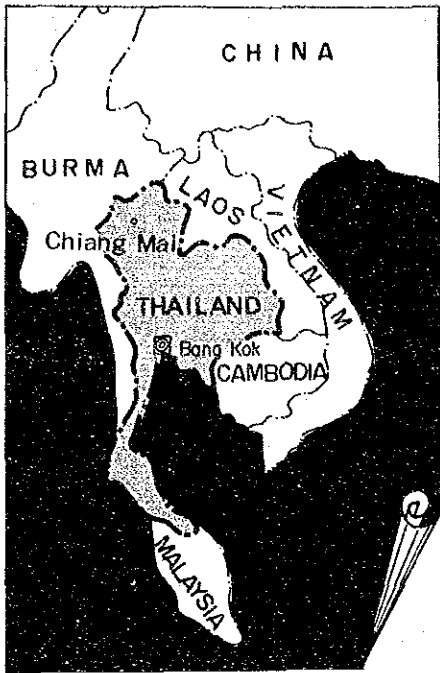 CHINA
BURMA
LAOS
VIETNAM
Chiang Mai
THAILAND
Bang Kok
CAMBODIA
MALAYSIA